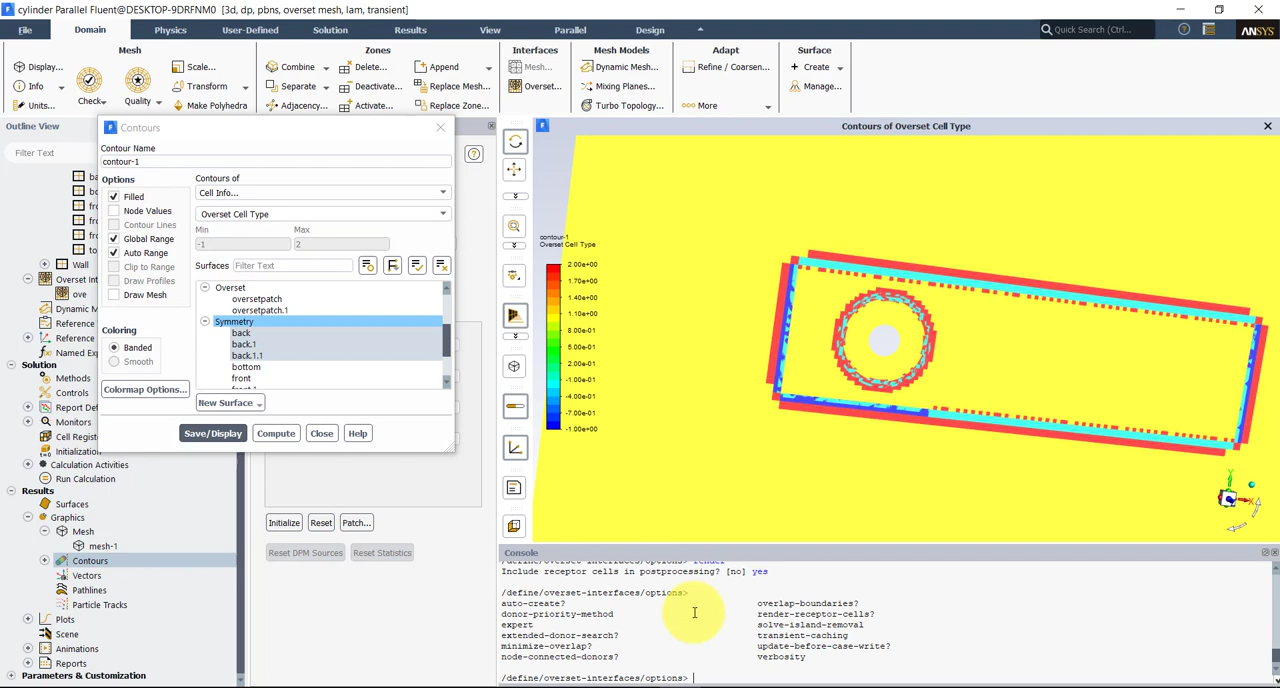 cylinder Parallel Fluent@DESKTOP-9DRFNM0 [3d, dp, pbns, overset mesh, lam, transient]
File Domain Physics User-Defined Solution Results View Parallel Design Quick Search (Ctrl... ANSYS
Mesh Zones Interfaces Mesh Models Adapt Surface
Display... Scale... Combine Delete... Append Mesh... Dynamic Mesh... Refine / Coarsen... Create
Info Check Quality Transform Separate Deactivate... Replace Mesh... Overset... Mixing Planes... Manage...
Units... Make Polyhedra Adjacency... Activate... Replace Zone... Turbo Topology... More
Outline View
Filter Text
Wall
Overset Int
ove
Dynamic M
Reference
Reference
Named Exp
Solution
Methods
Controls
Report Def
Monitors
Cell Regist
Initialization
Calculation Activities
Run Calculation
Results
Surfaces
Graphics
Mesh
mesh-1
Contours
Vectors
Pathlines
Particle Tracks
Plots
Scene
Animations
Reports
Parameters & Customization
Contours
Contour Name
contour-1
Options
Filled
Node Values
Contour Lines
Global Range
Auto Range
Clip to Range
Draw Profiles
Draw Mesh
Coloring
Banded
Smooth
Colormap Options...
Contours of
Cell Info...
Overset Cell Type
Min Max
-1 2
Surfaces Filter Text
Overset
oversetpatch
oversetpatch.1
Symmetry
back
back.1
back.1.1
bottom
front
New Surface
Save/Display Compute Close Help
Initialize Reset Patch...
Reset DPM Sources Reset Statistics
Contours of Overset Cell Type
contour-1
Overset Cell Type
2.00e+00
1.70e+00
1.40e+00
1.10e+00
8.00e-01
5.00e-01
2.00e-01
-1.00e-01
-4.00e-01
-7.00e-01
-1.00e+00
Y
X
Console
/define/overset-interfaces/options> render
Include receptor cells in postprocessing? [no] yes
/define/overset-interfaces/options>
auto-create? overlap-boundaries?
donor-priority-method render-receptor-cells?
expert solve-island-removal
extended-donor-search? transient-caching
minimize-overlap? update-before-case-write?
node-connected-donors? verbosity
/define/overset-interfaces/options>